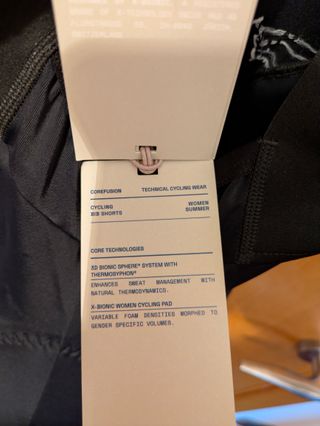 SWITZERLAND
COREFUSION TECHNICAL CYCLING WEAR
CYCLING WOMEN
BIB SHORTS SUMMER
CORE TECHNOLOGIES
3D BIONIC SPHERE® SYSTEM WITH
THERMOSYPHON®
ENHANCES SWEAT MANAGEMENT WITH
NATURAL THERMODYNAMICS.
X-BIONIC WOMEN CYCLING PAD
VARIABLE FOAM DENSITIES MORPHED TO
GENDER SPECIFIC VOLUMES.